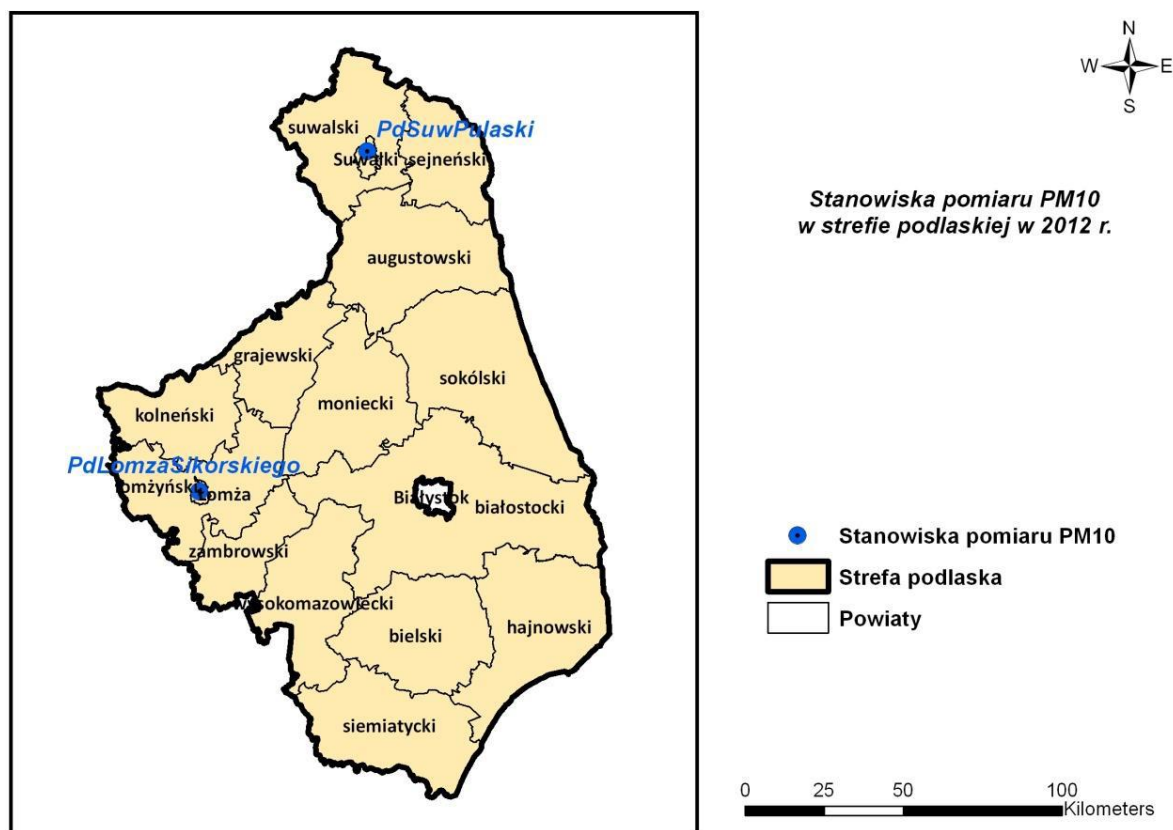 N
W E
S
Stanowiska pomiaru PM10
w strefie podlaskiej w 2012 r.
suwalski
PdSuwPulaski
Suwałki
sejneński
augustowski
grajewski
sokólski
moniecki
kolneński
PdLomzaSikorskiego
omżyński
Łomża
Białystok
białostocki
zambrowski
wysokomazowiecki
bielski
hajnowski
siemiatycki
Stanowiska pomiaru PM10
Strefa podlaska
Powiaty
0 25 50 100
Kilometers